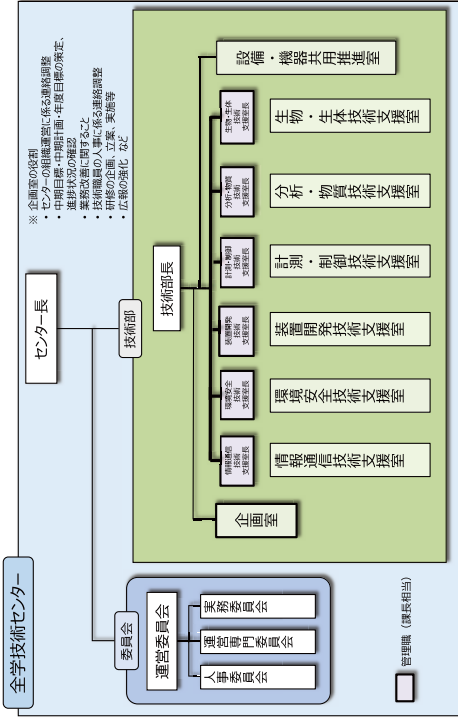 全学技術センター
センター長
※ 企画室の役割
・センターの組織運営に係る連絡調整
・中期目標・中期計画・年度目標の策定、
進捗状況の確認
・業務改善に関すること
・技術職員の人事に係る連絡調整
・研修の企画、立案、実施等
・広報の強化、など
委員会
運営委員会
人事委員会
運営専門委員会
実務委員会
技術部
技術部長
企画室
情報通信
技術
支援室長
環境安全
技術
支援室長
装置開発
技術
支援室長
計測・制御
技術
支援室長
分析・物質
技術
支援室長
生物・生体
技術
支援室長
設備・機器共用推進室
情報通信技術支援室
環境安全技術支援室
装置開発技術支援室
計測・制御技術支援室
分析・物質技術支援室
生物・生体技術支援室
管理職（課長相当）